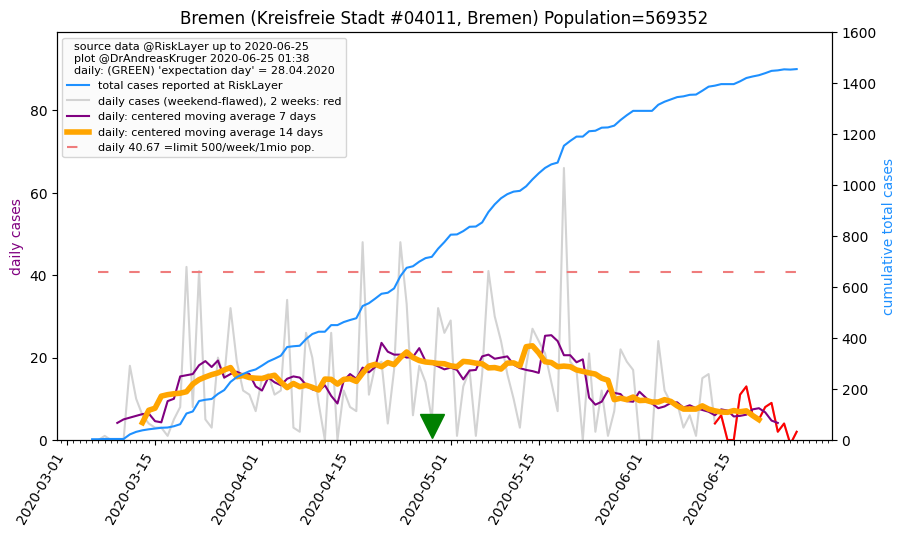 Bremen (Kreisfreie Stadt #04011, Bremen) Population=569352
source data @RiskLayer up to 2020-06-25
plot @DrAndreasKruger 2020-06-25 01:38
daily: (GREEN) 'expectation day' = 28.04.2020
total cases reported at RiskLayer
daily cases (weekend-flawed), 2 weeks: red
daily: centered moving average 7 days
daily: centered moving average 14 days
daily 40.67 =limit 500/week/1mio pop.
daily cases
80
60
40
20
0
1600
1400
1200
1000
800
600
400
200
0
cumulative total cases
2020-03-01
2020-03-15
2020-04-01
2020-04-15
2020-05-01
2020-05-15
2020-06-01
2020-06-15